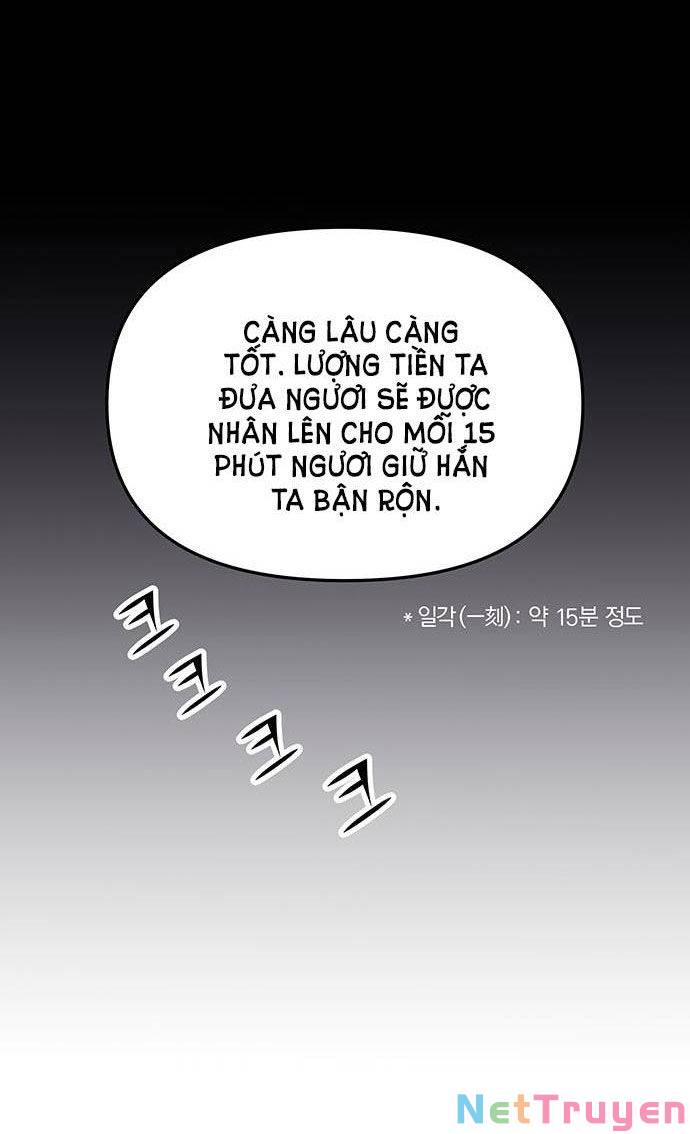 CÀNG LÂU CÀNG
TỐT. LƯỢNG TIỀN TA
ĐƯA NGƯƠI SẼ ĐƯỢC
NHÂN LÊN CHO MỖI 15
PHÚT NGƯƠI GIỮ HẮN
TA BẬN RỘN.
*일각(一刻): 약 15분 정도
ㅋ
ㅋ
ㅋ
ㅋ
NetTruyen